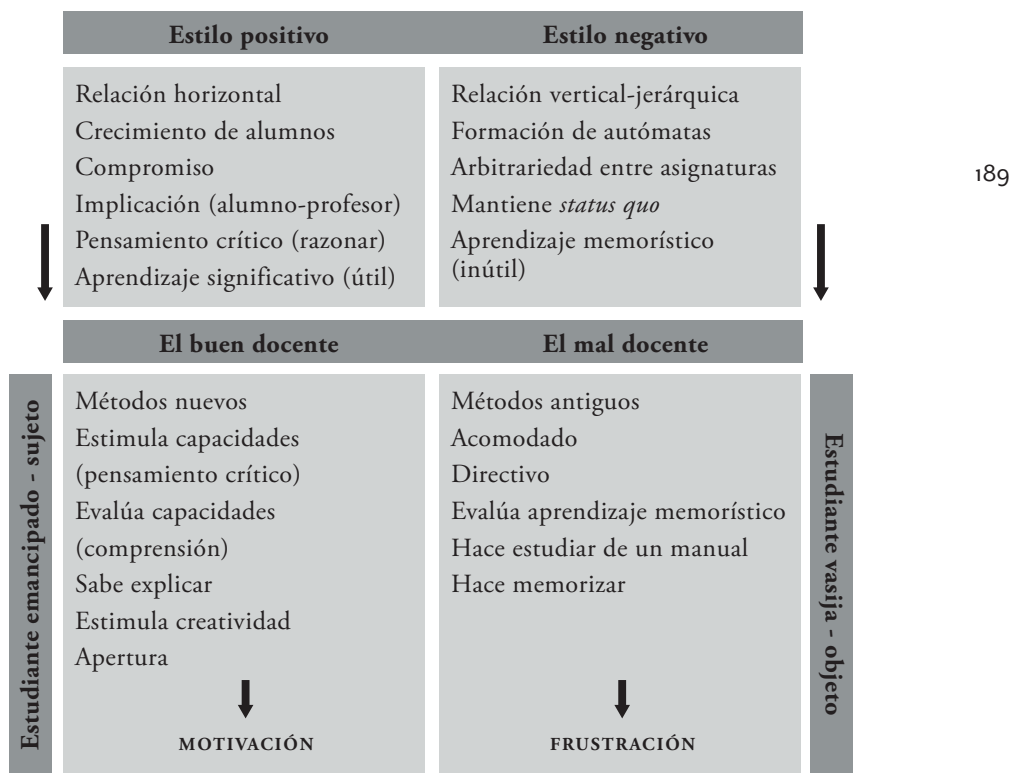 Estilo positivo
Estilo negativo
Relación horizontal
Crecimiento de alumnos
Compromiso
Implicación (alumno-profesor)
Pensamiento crítico (razonar)
Aprendizaje significativo (útil)
Relación vertical-jerárquica
Formación de autómatas
Arbitrariedad entre asignaturas
Mantiene status quo
Aprendizaje memorístico
(inútil)
189
El buen docente
El mal docente
Estudiante emancipado - sujeto
Métodos nuevos
Estimula capacidades
(pensamiento crítico)
Evalúa capacidades
(comprensión)
Sabe explicar
Estimula creatividad
Apertura
MOTIVACIÓN
Métodos antiguos
Acomodado
Directivo
Evalúa aprendizaje memorístico
Hace estudiar de un manual
Hace memorizar
FRUSTRACIÓN
Estudiante vasija - objeto